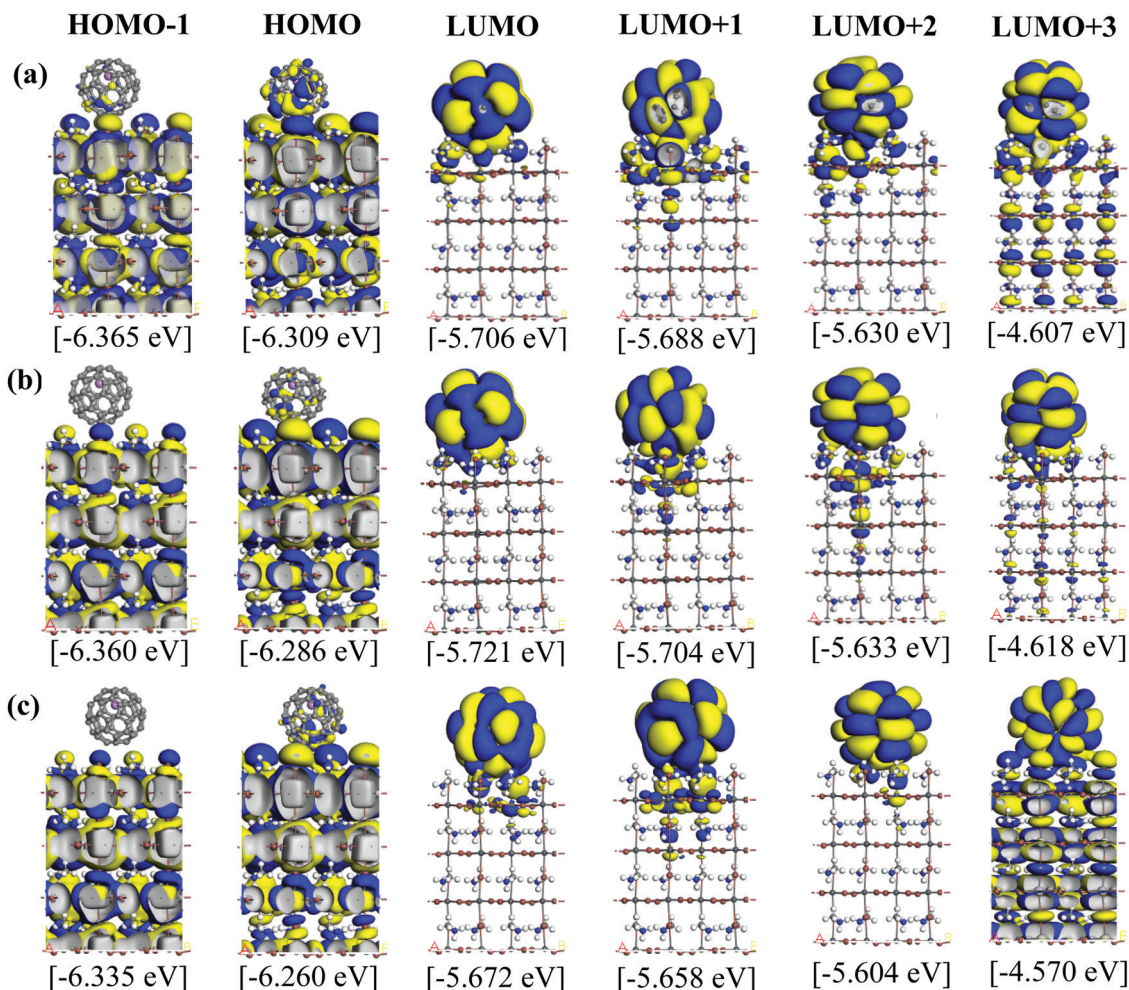 HOMO-1 HOMO LUMO LUMO+1 LUMO+2 LUMO+3
(a)
A B A B A B A B A B
[-6.365 eV] [-6.309 eV] [-5.706 eV] [-5.688 eV] [-5.630 eV] [-4.607 eV]
(b)
A B A B A B A B
[-6.360 eV] [-6.286 eV] [-5.721 eV] [-5.704 eV] [-5.633 eV] [-4.618 eV]
(c)
A B A B A B A B A B A
[-6.335 eV] [-6.260 eV] [-5.672 eV] [-5.658 eV] [-5.604 eV] [-4.570 eV]